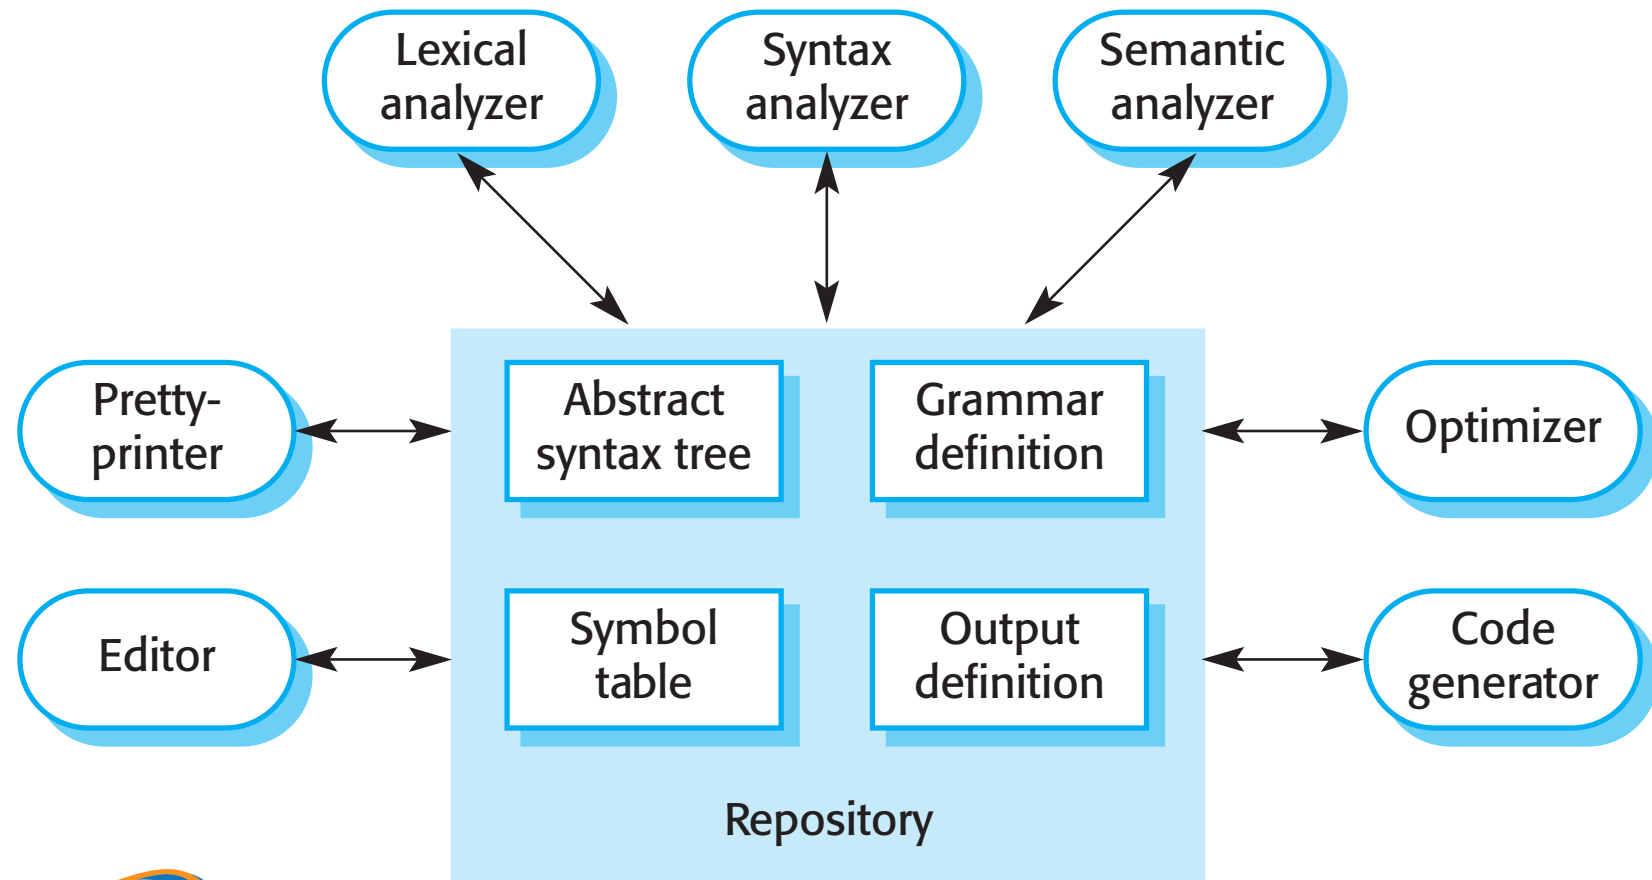 Lexical
analyzer
Syntax
analyzer
Semantic
analyzer
Pretty-
printer
Abstract
syntax tree
Grammar
definition
Optimizer
Editor
Symbol
table
Output
definition
Code
generator
Repository